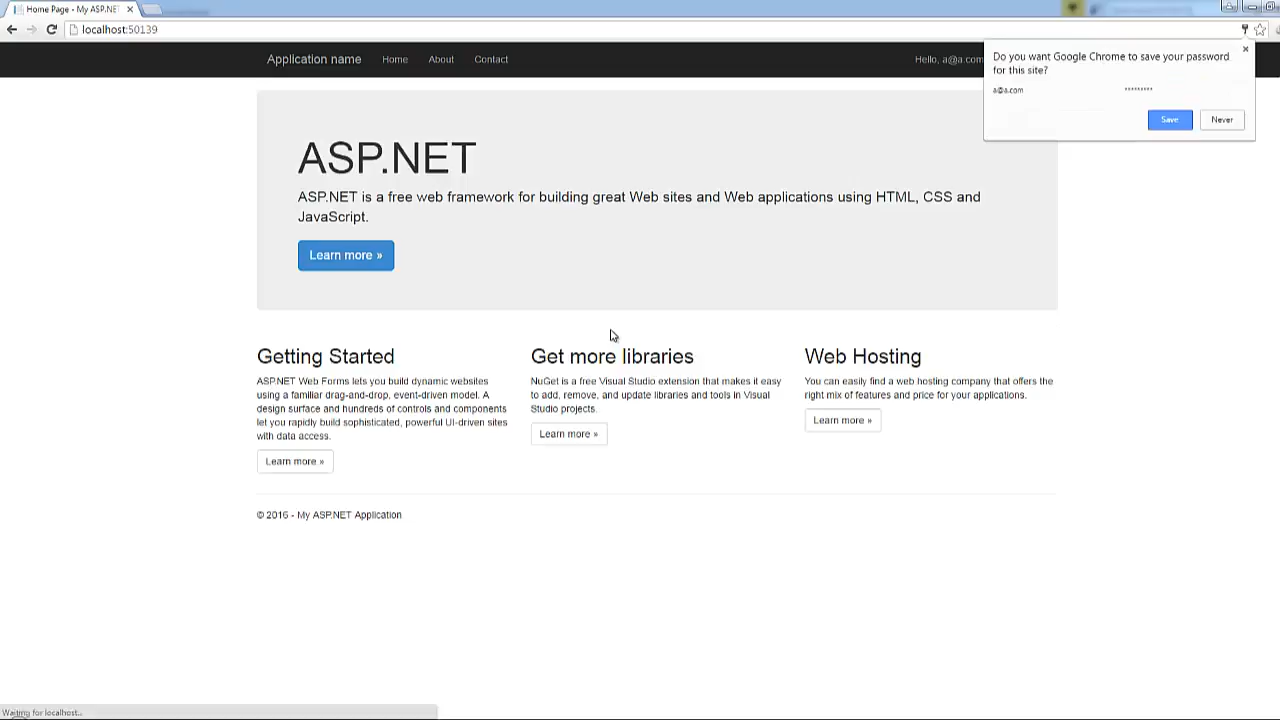 Home Page - My ASP.NET
localhost:50139
Application name
Home
About
Contact
Hello, a@a.com
Do you want Google Chrome to save your password
for this site?
a@a.com
*********
Save
Never
ASP.NET
ASP.NET is a free web framework for building great Web sites and Web applications using HTML, CSS and
JavaScript.
Learn more »
Getting Started
ASP.NET Web Forms lets you build dynamic websites
using a familiar drag-and-drop, event-driven model. A
design surface and hundreds of controls and components
let you rapidly build sophisticated, powerful UI-driven sites
with data access.
Learn more »
Get more libraries
NuGet is a free Visual Studio extension that makes it easy
to add, remove, and update libraries and tools in Visual
Studio projects.
Learn more »
Web Hosting
You can easily find a web hosting company that offers the
right mix of features and price for your applications.
Learn more »
© 2016 - My ASP.NET Application
Waiting for localhost...